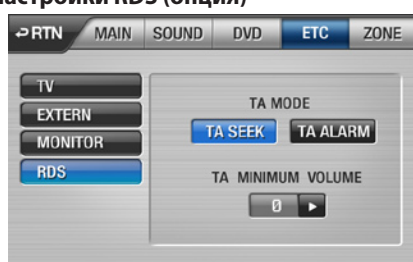 настройки RDS (опция)
RTN MAIN SOUND DVD ETC ZONE
TV
EXTERN
MONITOR
RDS
TA MODE
TA SEEK TA ALARM
TA MINIMUM VOLUME
0